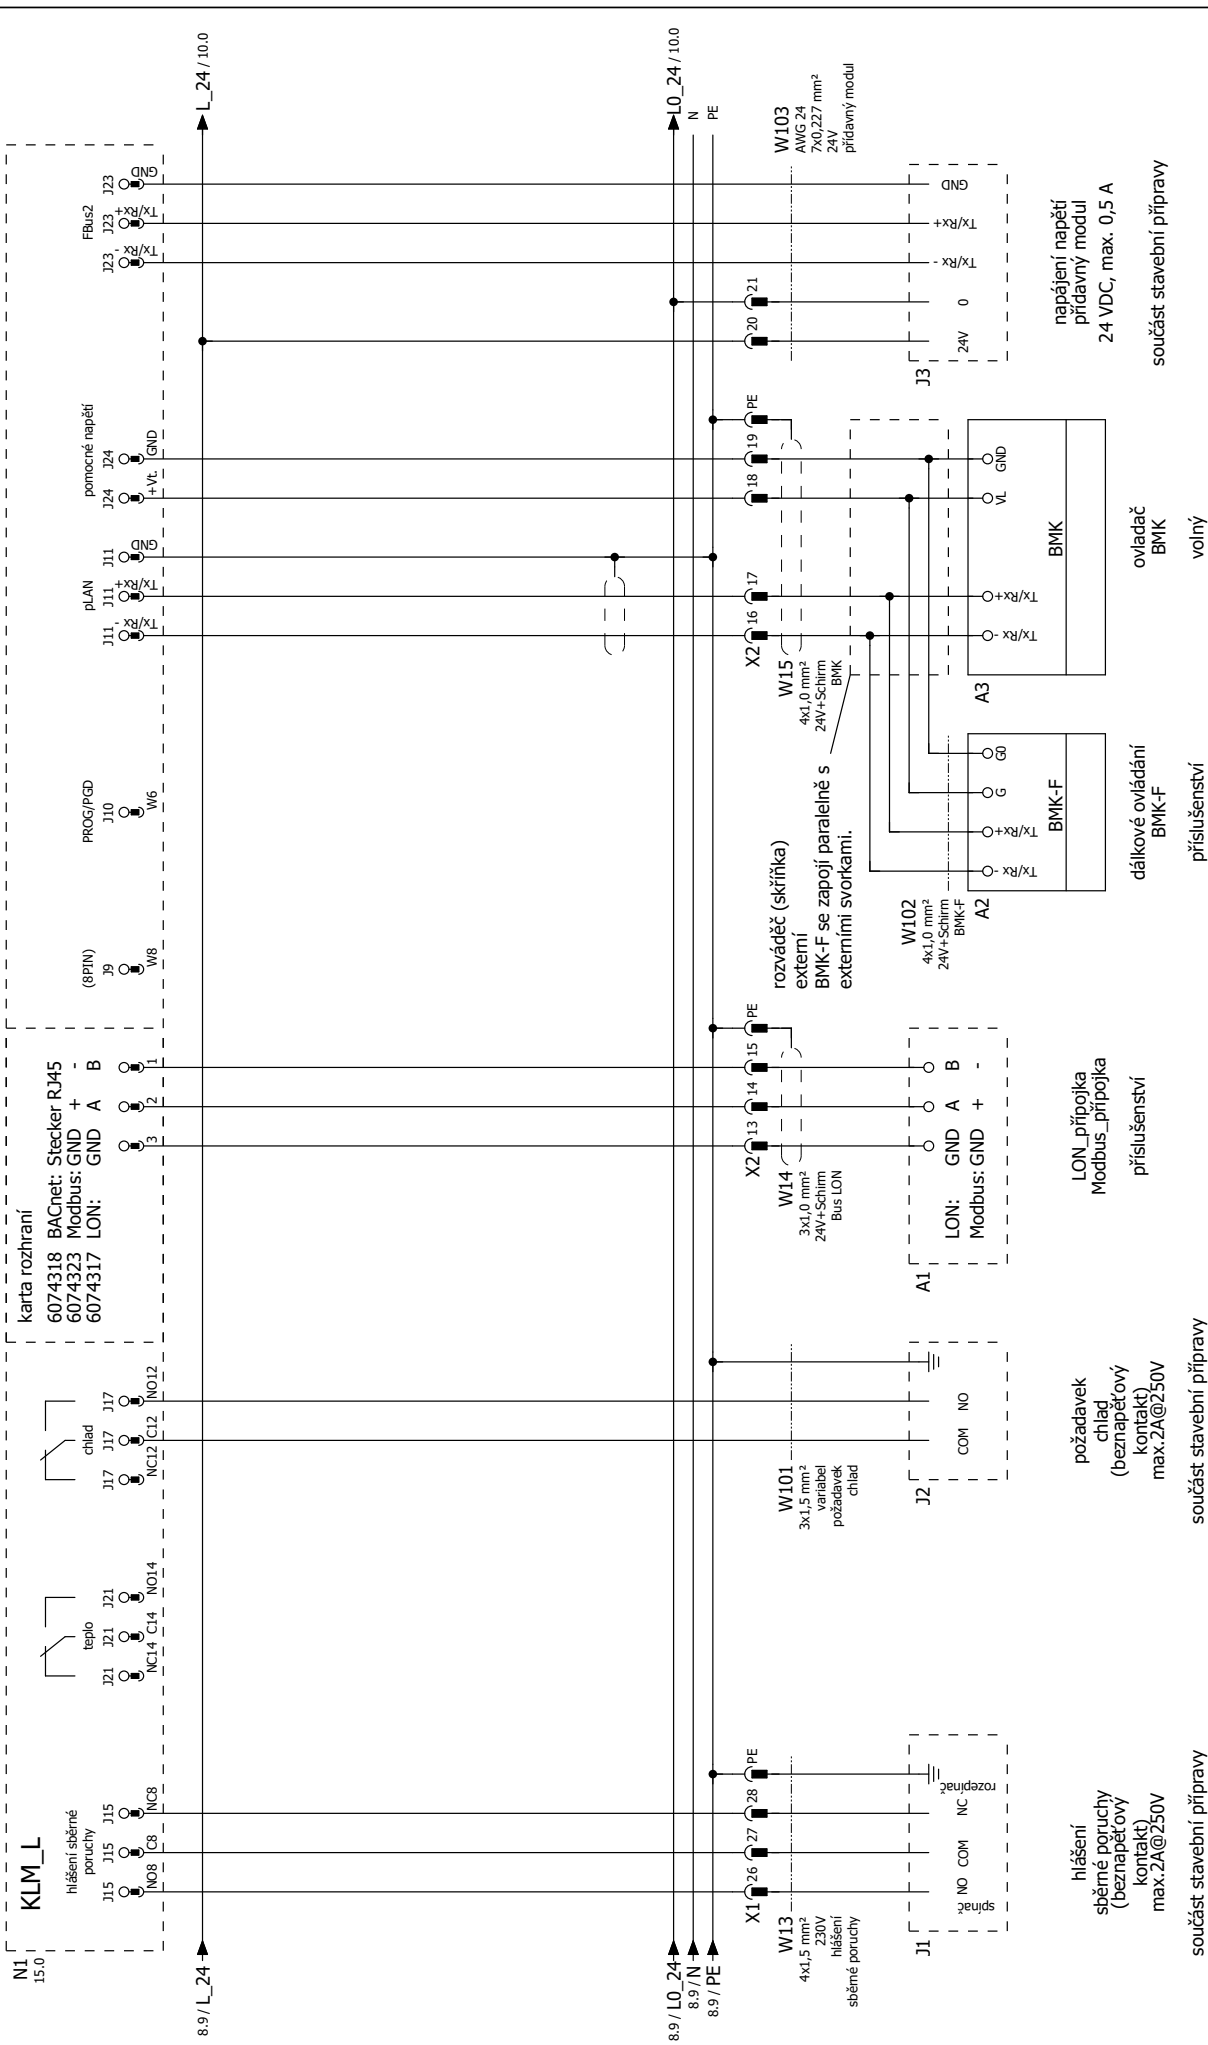 N1
15.0
KLM_L
hlášení sběrné
poruchy
J15 J15 J15
NO8 C8 NC8
teplo
J21 J21 J21
NC14 C14 NO14
chlad
J17 J17 J17
NC12 C12 NO12
karta rozhraní
6074318 BACnet: Stecker RJ45
6074323 Modbus: GND + -
6074317 LON: GND A B
3 2 1
(8PIN)
J9
W8
PROG/PGD
J10
W6
pLAN
J11 J11 J11
Tx/Rx - Tx/Rx+ GND
pomocné napětí
J24 J24
+Vt. GND
FBus2
J23 J23 J23
Tx/Rx - Tx/Rx+ GND
8.9 / L_24
L_24 / 10.0
8.9 / L0_24
L0_24 / 10.0
8.9 / N
N
8.9 / PE
PE
X1 26 27 28 PE
X2 13 14 15 PE
X2 16 17 18 19 PE
20 21
W13
4x1,5 mm²
230V
hlášení
sběrné poruchy
W101
3x1,5 mm²
variabel
požadavek
chlad
W14
3x1,0 mm²
24V+Schirm
Bus LON
W15
4x1,0 mm²
24V+Schirm
BMK
W103
AWG 24
7x0,227 mm²
24V
přídavný modul
rozváděč (skříňka)
externí
BMK-F se zapojí paralelně s
externími svorkami.
W102
4x1,0 mm²
24V+Schirm
BMK-F
J1
NO COM NC
spínač rozepínač
J2
COM NO
A1
LON: GND A B
Modbus: GND + -
A2
Tx/Rx - Tx/Rx+ G G0
BMK-F
A3
Tx/Rx - Tx/Rx+ VL GND
BMK
J3
24V 0 Tx/Rx - Tx/Rx+ GND
hlášení
sběrné poruchy
(beznapěťový
kontakt)
max.2A@250V
součást stavební přípravy
požadavek
chlad
(beznapěťový
kontakt)
max.2A@250V
součást stavební přípravy
LON_přípojka
Modbus_přípojka
příslušenství
dálkové ovládání
BMK-F
příslušenství
ovladač
BMK
volný
napájení napětí
přídavný modul
24 VDC, max. 0,5 A
součást stavební přípravy